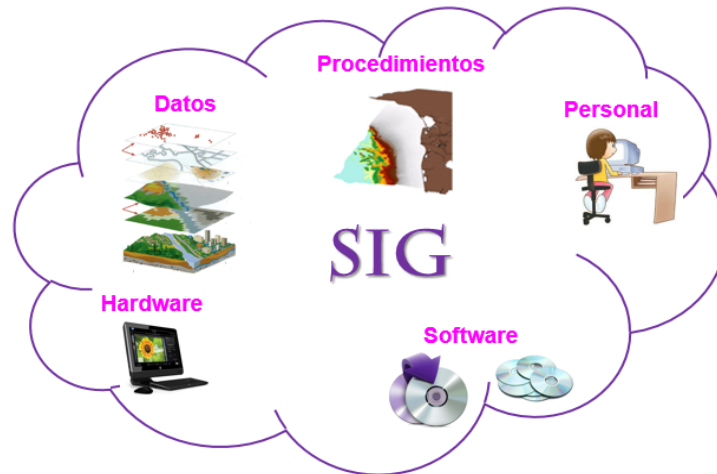 Procedimientos
Datos
Personal
SIG
Hardware
Software